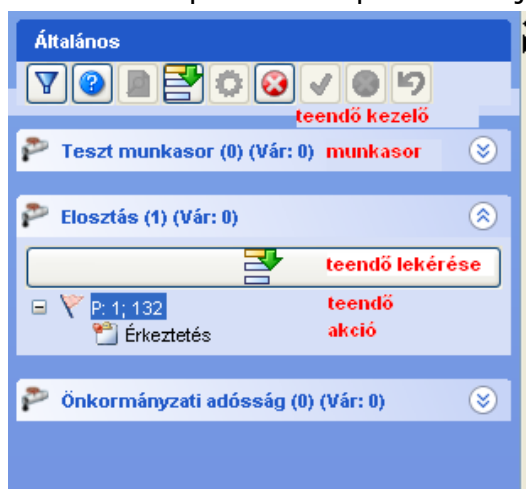 Általános
teendő kezelő
Teszt munkasor (0) (Vár: 0) munkasor
Elosztás (1) (Vár: 0)
teendő lekérése
P: 1; 132 teendő
Érkeztetés akció
Önkormányzati adósság (0) (Vár: 0)